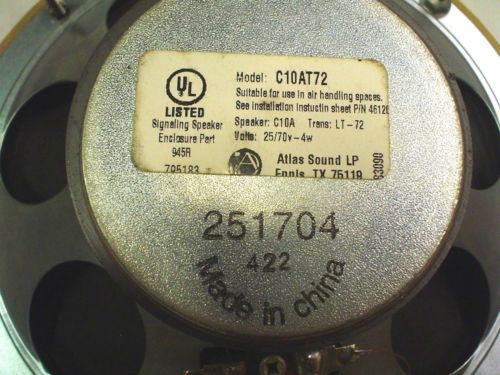 Model: C10AT72
Suitable for use in air handling spaces.
See installation instuctin sheet P/N 4612
Speaker: C10A Trans: LT-72
Volts: 25/70v-4w
UL
LISTED
Signaling Speaker
Enclosure Part
945R
795183
A
Atlas Sound LP
Ennis, TX 75119
251704
422
Made in china